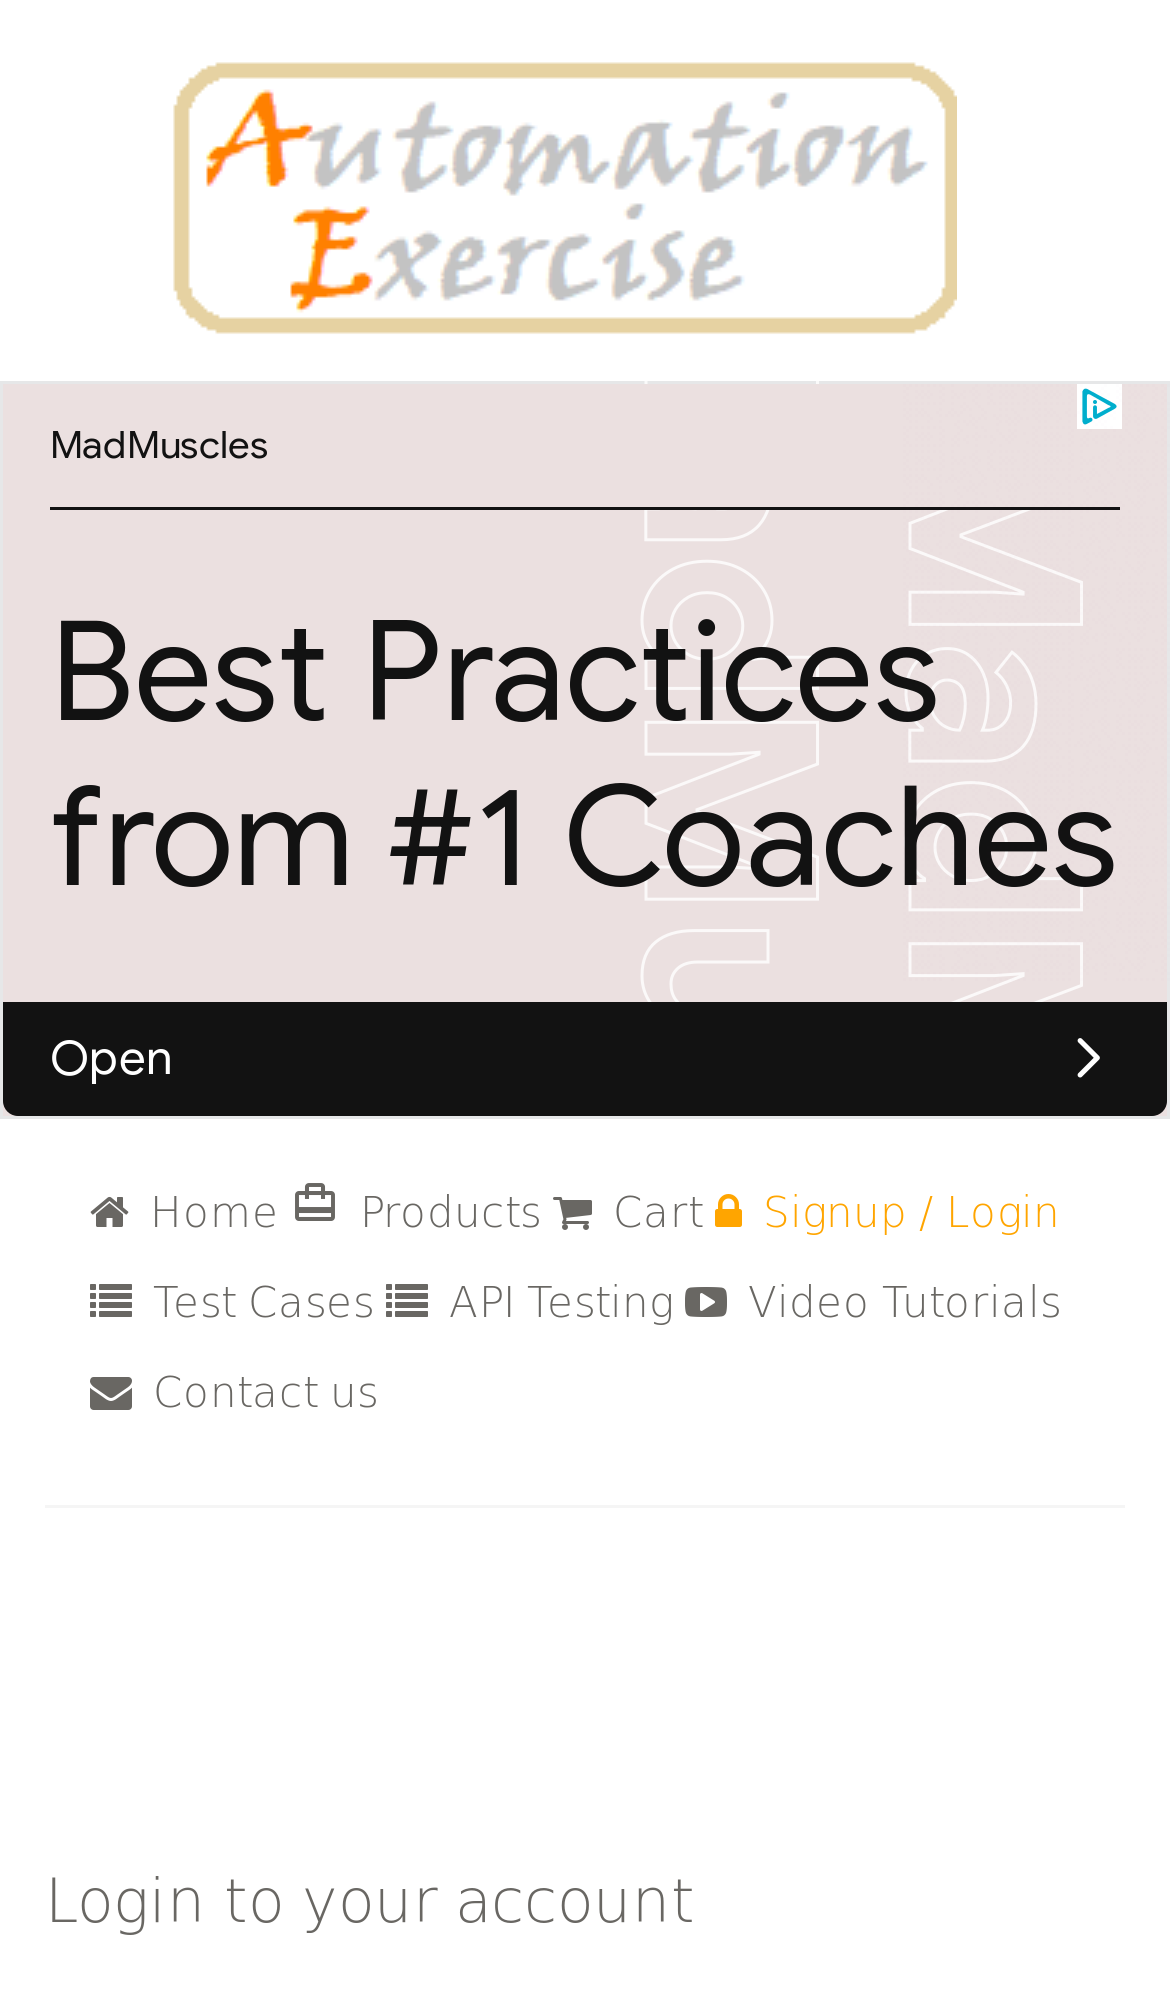 Automation
Exercise
MadMuscles
Best Practices
from #1 Coaches
Open
Home Products Cart Signup / Login
Test Cases API Testing Video Tutorials
Contact us
Login to your account